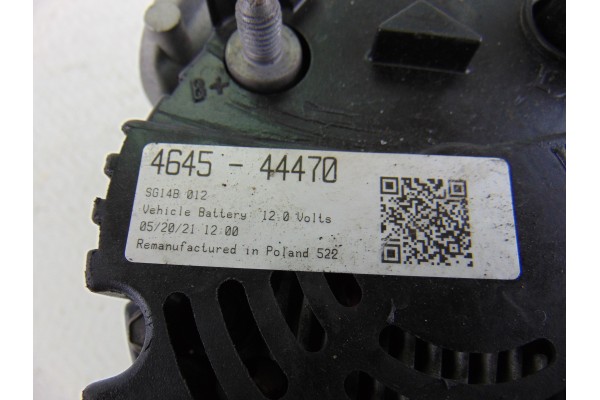 B+
4645 - 44470
SG14B 012
Vehicle Battery 12.0 Volts
05/20/21 12:00
Remanufactured in Poland 522